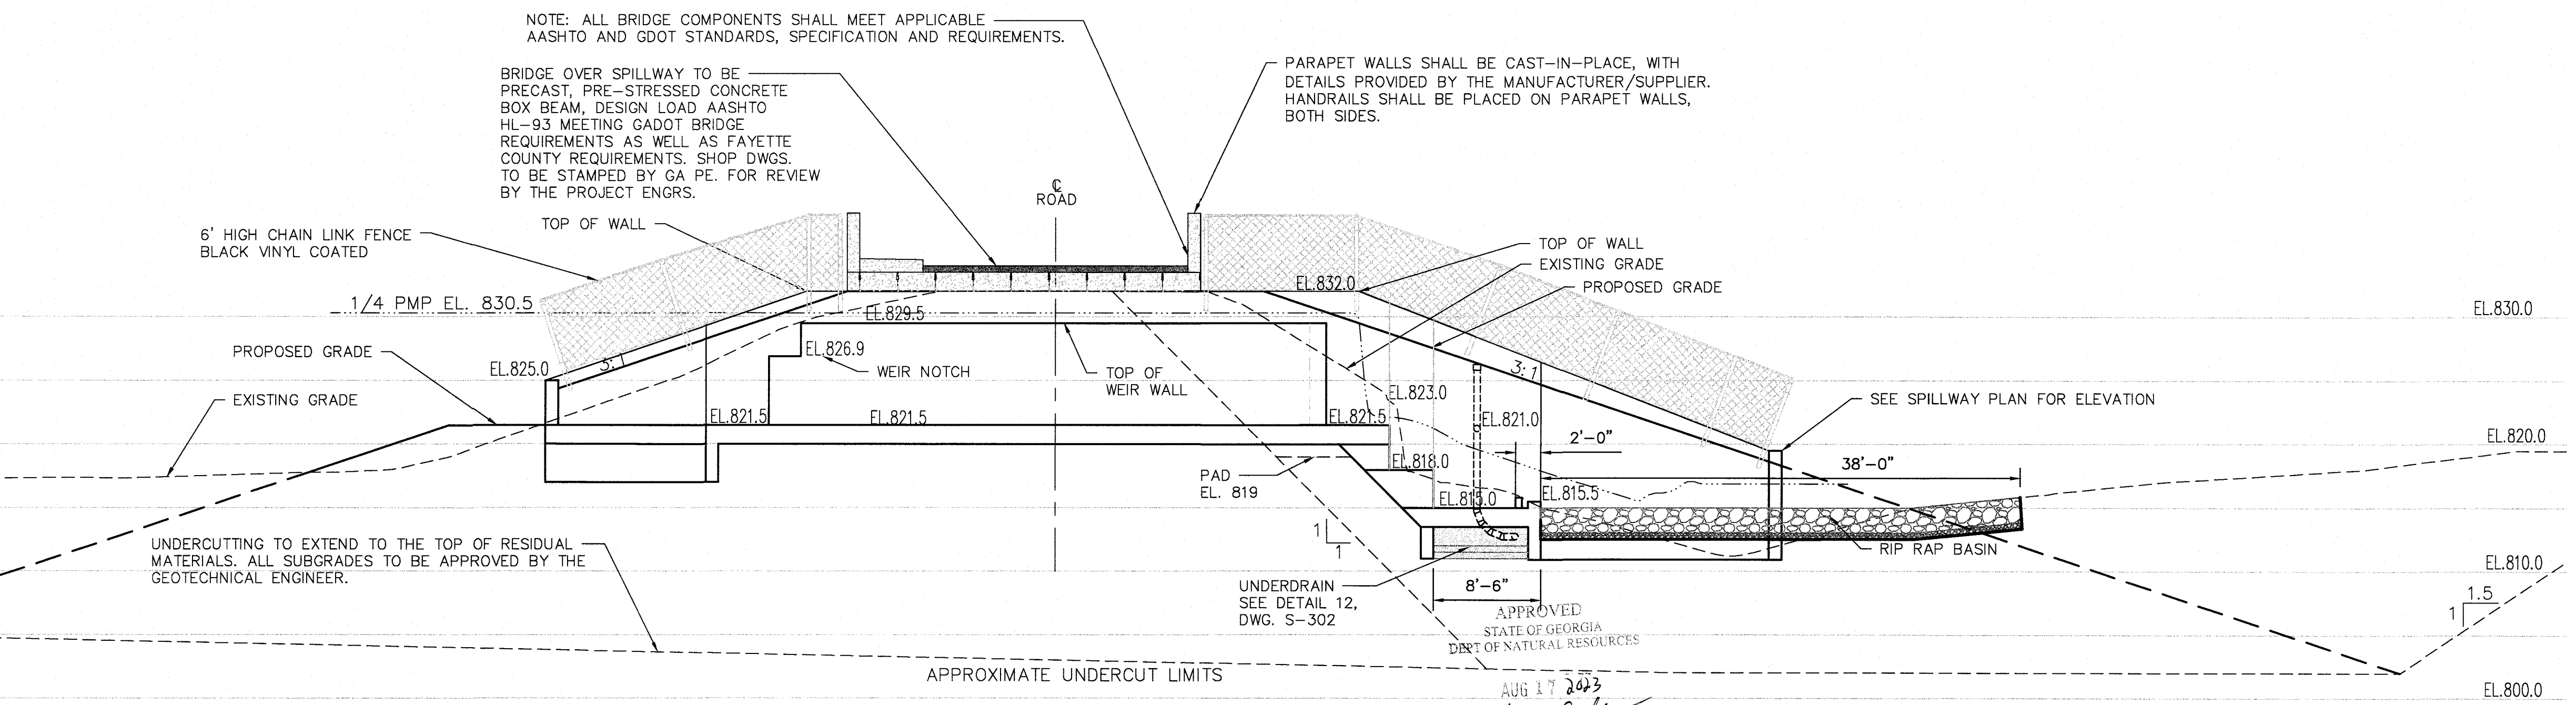 NOTE: ALL BRIDGE COMPONENTS SHALL MEET APPLICABLE
AASHTO AND GDOT STANDARDS, SPECIFICATION AND REQUIREMENTS.
BRIDGE OVER SPILLWAY TO BE
PRECAST, PRE-STRESSED CONCRETE
BOX BEAM, DESIGN LOAD AASHTO
HL-93 MEETING GADOT BRIDGE
REQUIREMENTS AS WELL AS FAYETTE
COUNTY REQUIREMENTS. SHOP DWGS.
TO BE STAMPED BY GA PE. FOR REVIEW
BY THE PROJECT ENGRS.
PARAPET WALLS SHALL BE CAST-IN-PLACE, WITH
DETAILS PROVIDED BY THE MANUFACTURER/SUPPLIER.
HANDRAILS SHALL BE PLACED ON PARAPET WALLS,
BOTH SIDES.
℄
ROAD
TOP OF WALL
6' HIGH CHAIN LINK FENCE
BLACK VINYL COATED
TOP OF WALL
EXISTING GRADE
PROPOSED GRADE
EL.832.0
1/4 PMP EL. 830.5
EL.829.5
EL.830.0
PROPOSED GRADE
EL.826.9
WEIR NOTCH
TOP OF
WEIR WALL
EL.825.0
3:1
EXISTING GRADE
EL.823.0
SEE SPILLWAY PLAN FOR ELEVATION
EL.821.5
EL.821.5
EL.821.5
EL.821.0
2'-0"
EL.820.0
38'-0"
EL.818.0
PAD
EL. 819
EL.815.0
EL.815.5
1
1
RIP RAP BASIN
UNDERCUTTING TO EXTEND TO THE TOP OF RESIDUAL
MATERIALS. ALL SUBGRADES TO BE APPROVED BY THE
GEOTECHNICAL ENGINEER.
EL.810.0
UNDERDRAIN
SEE DETAIL 12,
DWG. S-302
8'-6"
1.5
1
APPROVED
STATE OF GEORGIA
DEPT OF NATURAL RESOURCES
APPROXIMATE UNDERCUT LIMITS
AUG 17 2023
EL.800.0